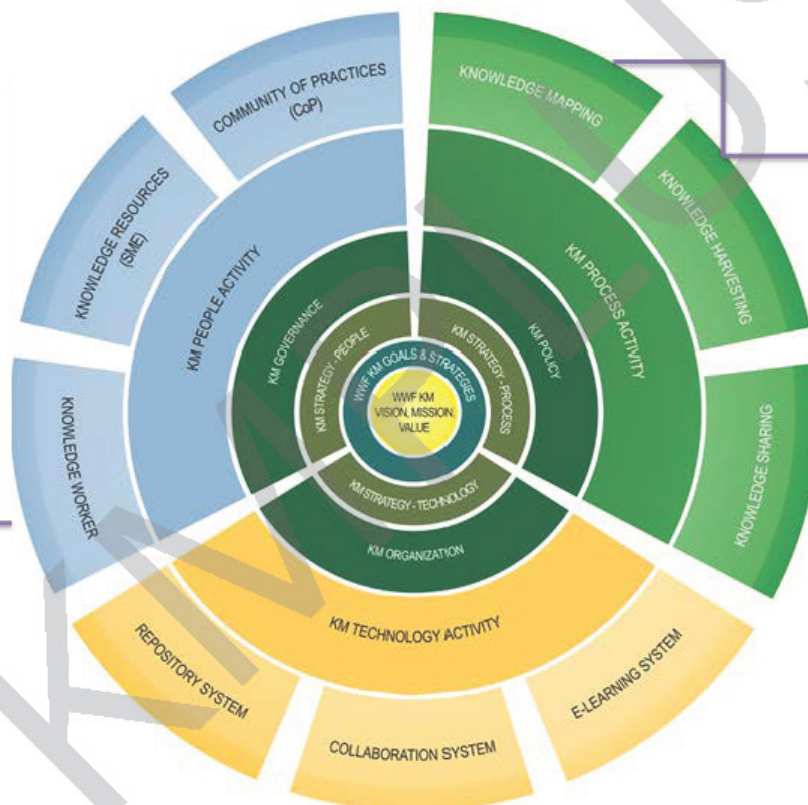 COMMUNITY OF PRACTICES
(CoP)
KNOWLEDGE MAPPING
KNOWLEDGE RESOURCES
(SME)
KNOWLEDGE HARVESTING
KM PEOPLE ACTIVITY
KM PROCESS ACTIVITY
KM GOVERNANCE
KM POLICY
KM STRATEGY - PEOPLE
KM STRATEGY - PROCESS
WWF KM GOALS & STRATEGIES
WWF KM
VISION, MISSION,
VALUE
KNOWLEDGE WORKER
KNOWLEDGE SHARING
KM STRATEGY - TECHNOLOGY
KM ORGANIZATION
KM TECHNOLOGY ACTIVITY
REPOSITORY SYSTEM
COLLABORATION SYSTEM
E-LEARNING SYSTEM